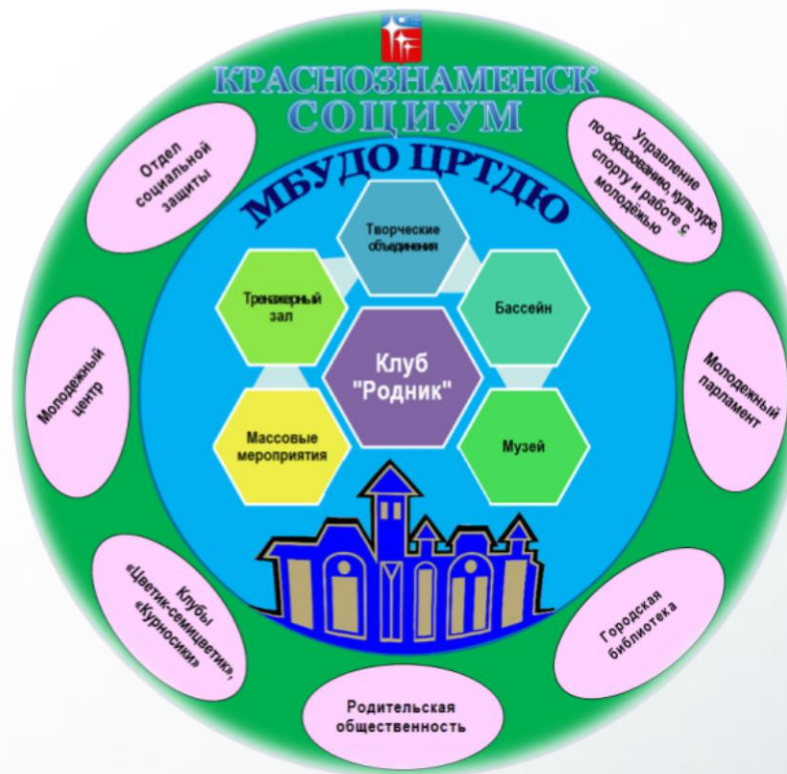 КРАСНОЗНАМЕНСК
СОЦИУМ
МБУДО ЦРТДЮ
Отдел
социальной
защиты
Управление
по образованию, культуре,
спорту и работе с
молодёжью
Творческие
объединения
Тренажерный
зал
Бассейн
Клуб
"Родник"
Массовые
мероприятия
Музей
Молодежный
центр
Молодежный
парламент
Клубы
«Цветик-семицветик»,
«Курносики»
Городская
библиотека
Родительская
общественность